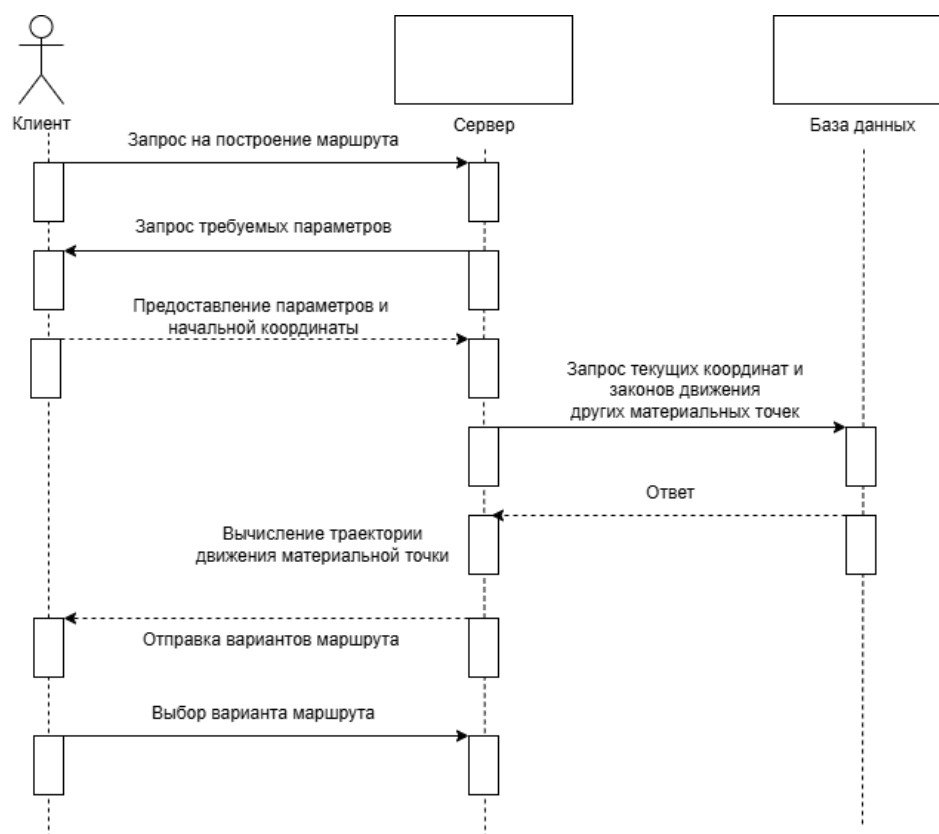 Клиент
Сервер
База данных
Запрос на построение маршрута
Запрос требуемых параметров
Предоставление параметров и
начальной координаты
Запрос текущих координат и
законов движения
других материальных точек
Ответ
Вычисление траектории
движения материальной точки
Отправка вариантов маршрута
Выбор варианта маршрута